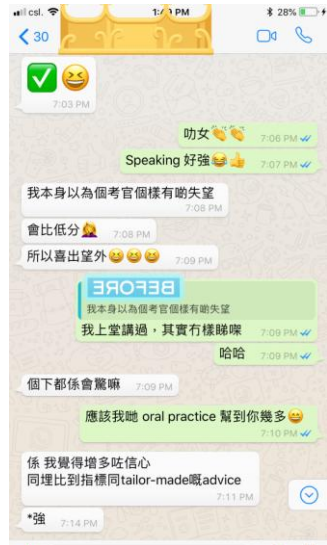 csl. PM 28%
30
✅😆
7:03 PM
叻女👏👏 7:06 PM
Speaking 好強😂👍 7:07 PM
我本身以為個考官個樣有啲失望
7:08 PM
會比低分🤦‍♀️ 7:08 PM
所以喜出望外😆😆😆 7:09 PM
BEFORE
我本身以為個考官個樣有啲失望
我上堂講過，其實冇樣睇㗎 7:09 PM
哈哈 7:09 PM
個下都係會驚嘛 7:09 PM
應該我哋 oral practice 幫到你幾多😄
7:10 PM
係 我覺得增多咗信心
同埋比到指標同tailor-made嘅advice
7:11 PM
*強 7:14 PM